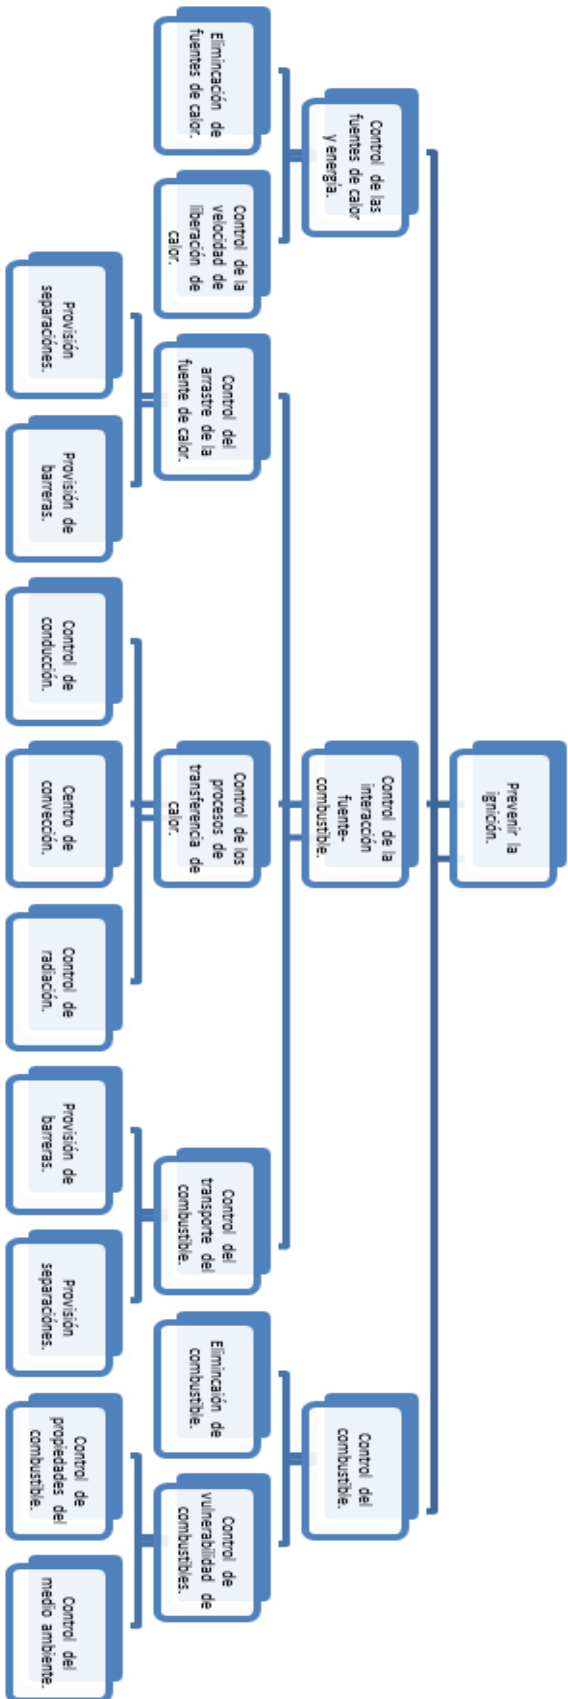 Prevenir la
ignición.
Control de las
fuentes de calor
y energía.
Control de la
interacción
fuente-
combustible.
Control del
combustible.
Elimincación de
fuentes de calor.
Control de la
velocidad de
liberación de
calor.
Control del
arrastre de la
fuente de calor.
Control de los
procesos de
transferencia de
calor.
Control del
transporte del
combustible.
Elimincaión de
combustible.
Control de
vulnerabilidad de
combustibles.
Provisión
separaciónes.
Provisión de
barreras.
Control de
conducción.
Centro de
convección.
Control de
radiación.
Provisión de
barreras.
Provisión
separaciónes.
Control de
propiedades del
combustible.
Control del
medio ambiente.